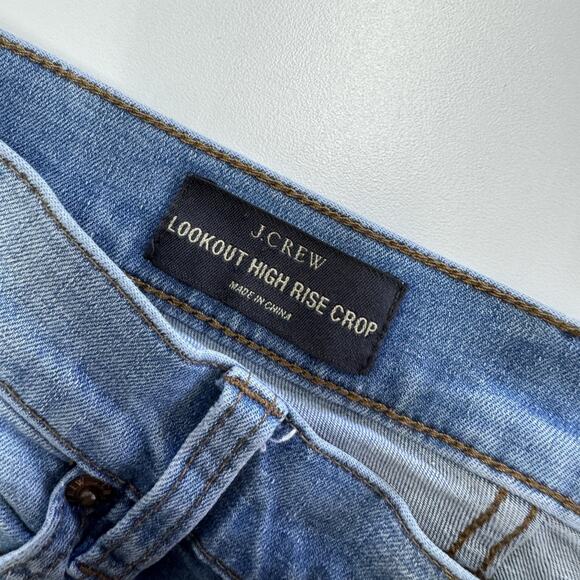 J.CREW
LOOKOUT HIGH RISE CROP
MADE IN CHINA